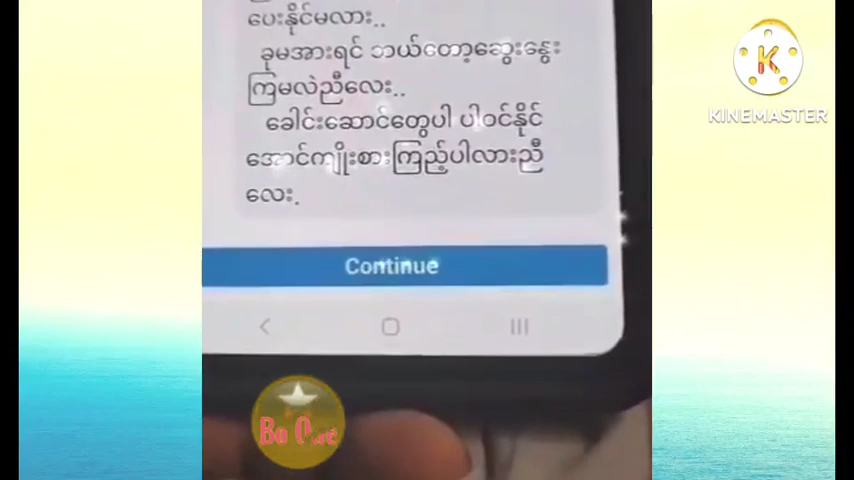 ပေးနိုင်မလား..
ခုမအားရင် ဘယ်တော့ဆွေးနွေး
ကြမလဲညီလေး..
ခေါင်းဆောင်တွေပါ ပါဝင်နိုင်
အောင်ကျိုးစားကြည့်ပါလားညီ
လေး.
Continue
K
KINEMASTER